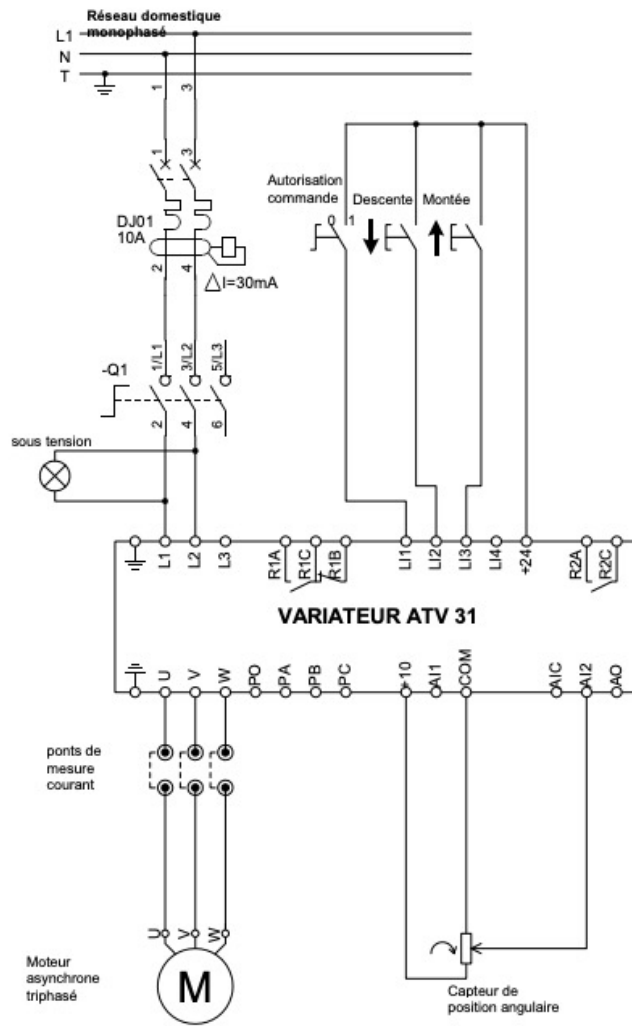 Réseau domestique
monophasé
L1
N
T
1
3
1
3
DJ01
10A
2
4
△I=30mA
Autorisation
commande
0
1
Descente
Montée
-Q1
1/L1
3/L2
5/L3
2
4
6
sous tension
L1
L2
L3
R1A
R1C
R1B
LI1
LI2
LI3
LI4
+24
R2A
R2C
VARIATEUR ATV 31
U
V
W
PO
PA
PB
PC
+10
AI1
COM
AIC
AI2
AO
ponts de
mesure
courant
U
V
W
Moteur
asynchrone
triphasé
M
Capteur de
position angulaire